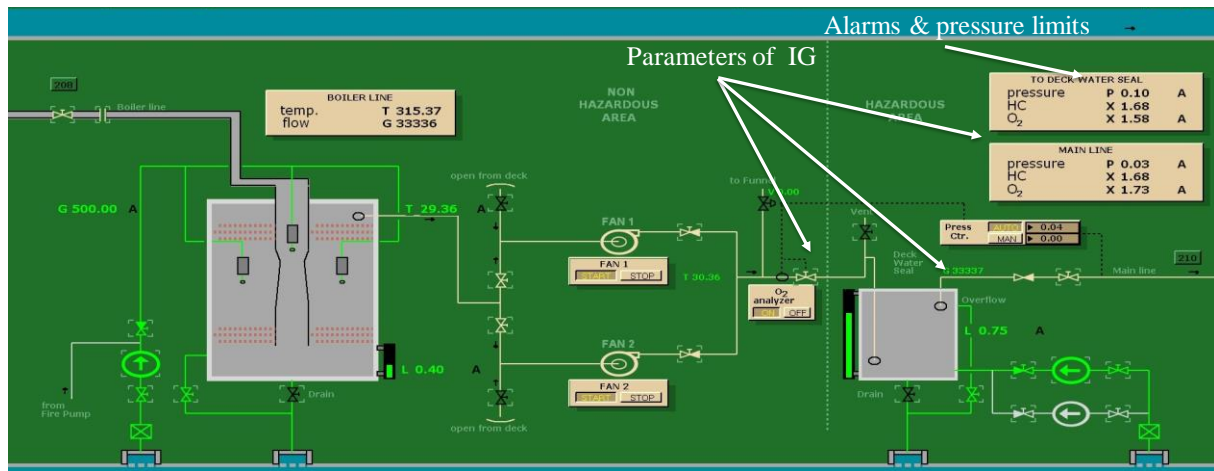 Alarms & pressure limits
Parameters of IG
208
Boiler line
BOILER LINE
temp. T 315.37
flow G 33336
NON
HAZARDOUS
AREA
HAZARDOUS
AREA
TO DECK WATER SEAL
pressure P 0.10 A
HC X 1.68
O2 X 1.58 A
MAIN LINE
pressure P 0.03 A
HC X 1.68
O2 X 1.73 A
open from deck
to Funnel
V 0.00
G 500.00 A
T 29.36 A
FAN 1
FAN 1
START STOP
T 30.36
Vent
Press
Ctr.
AUTO 0.04
MAN 0.00
Deck
Water
Seal
G 33337
Main line
210
O2
analyzer
ON OFF
Overflow
L 0.75 A
FAN 2
FAN 2
START STOP
L 0.40 A
from
Fire Pump
Drain
Drain
open from deck